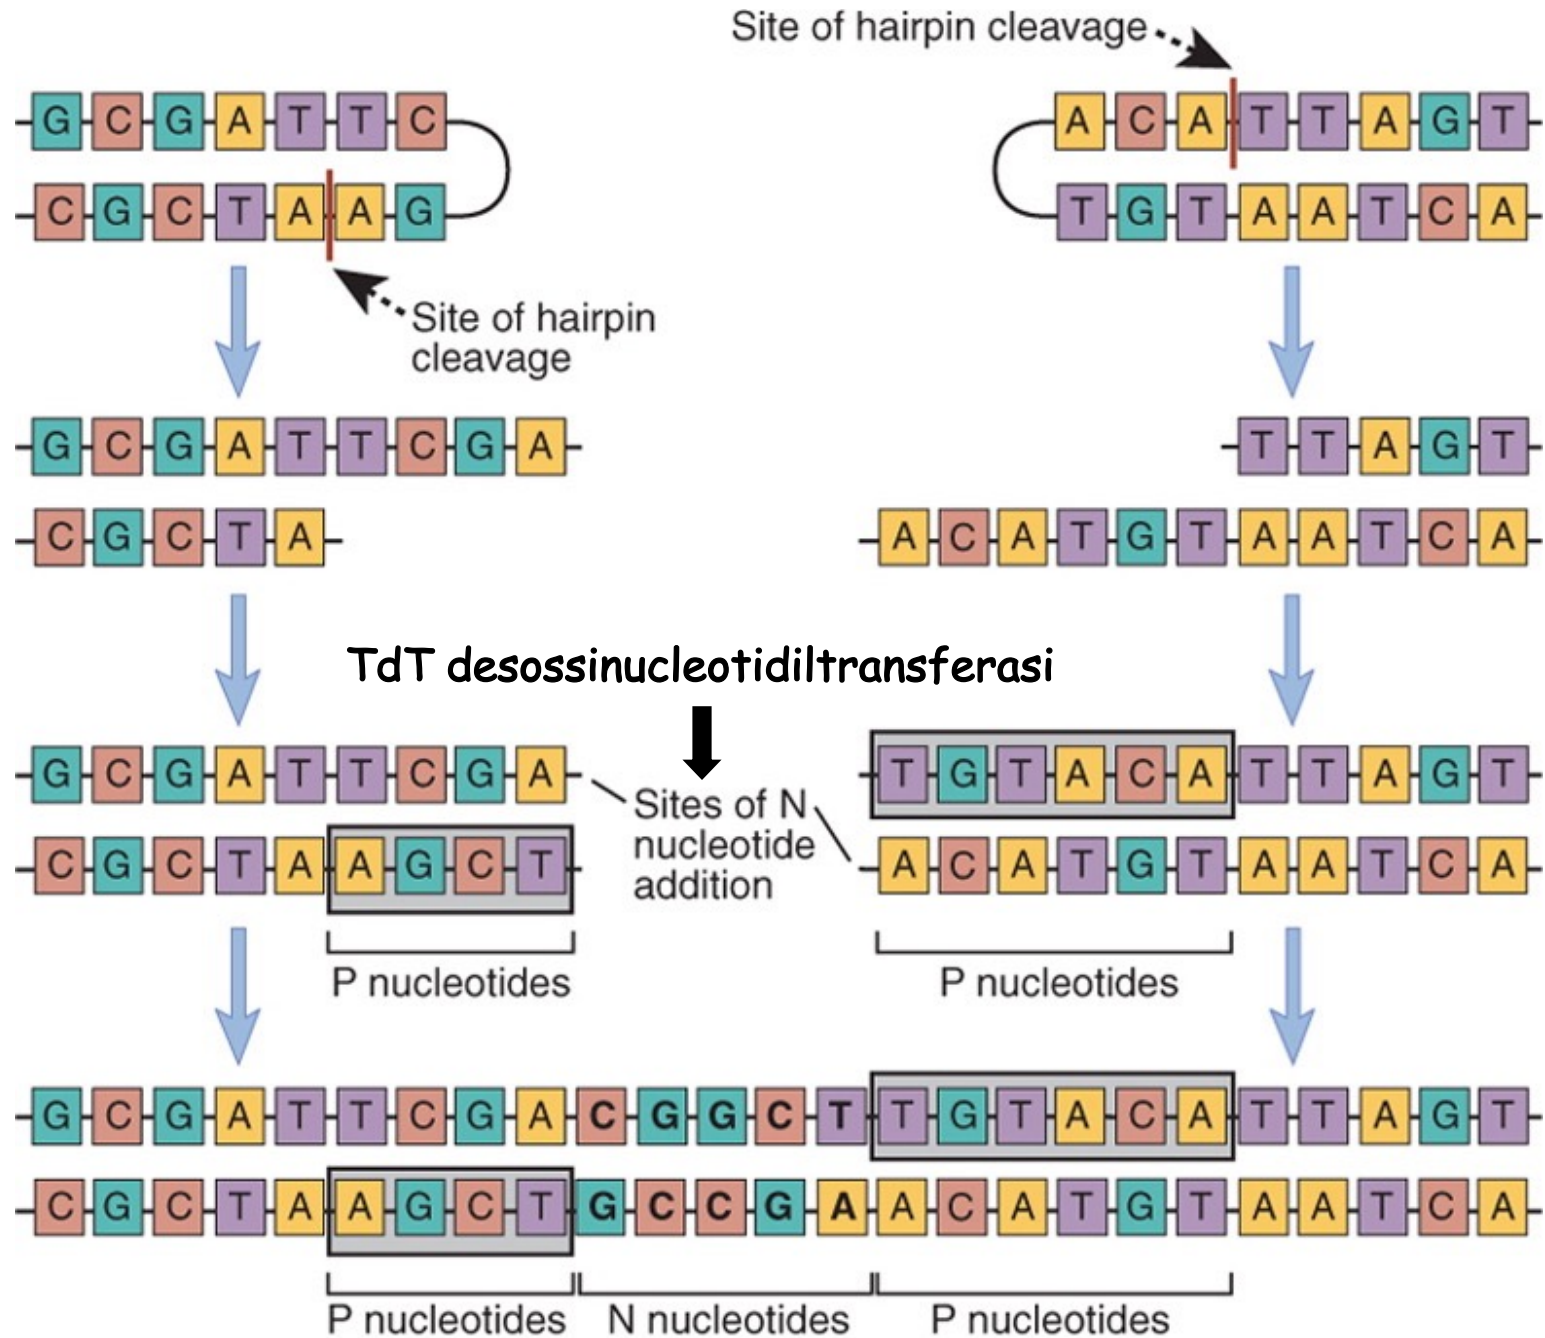 Site of hairpin cleavage
G C G A T T C
A C A T T A G T
C G C T A A G
T G T A A T C A
Site of hairpin
cleavage
G C G A T T C G A
T T A G T
C G C T A
A C A T G T A A T C A
TdT desossinucleotidiltransferasi
G C G A T T C G A
T G T A C A T T A G T
Sites of N
nucleotide
addition
C G C T A A G C T
A C A T G T A A T C A
P nucleotides
P nucleotides
G C G A T T C G A C G G C T T G T A C A T T A G T
C G C T A A G C T G C C G A A C A T G T A A T C A
P nucleotides
N nucleotides
P nucleotides